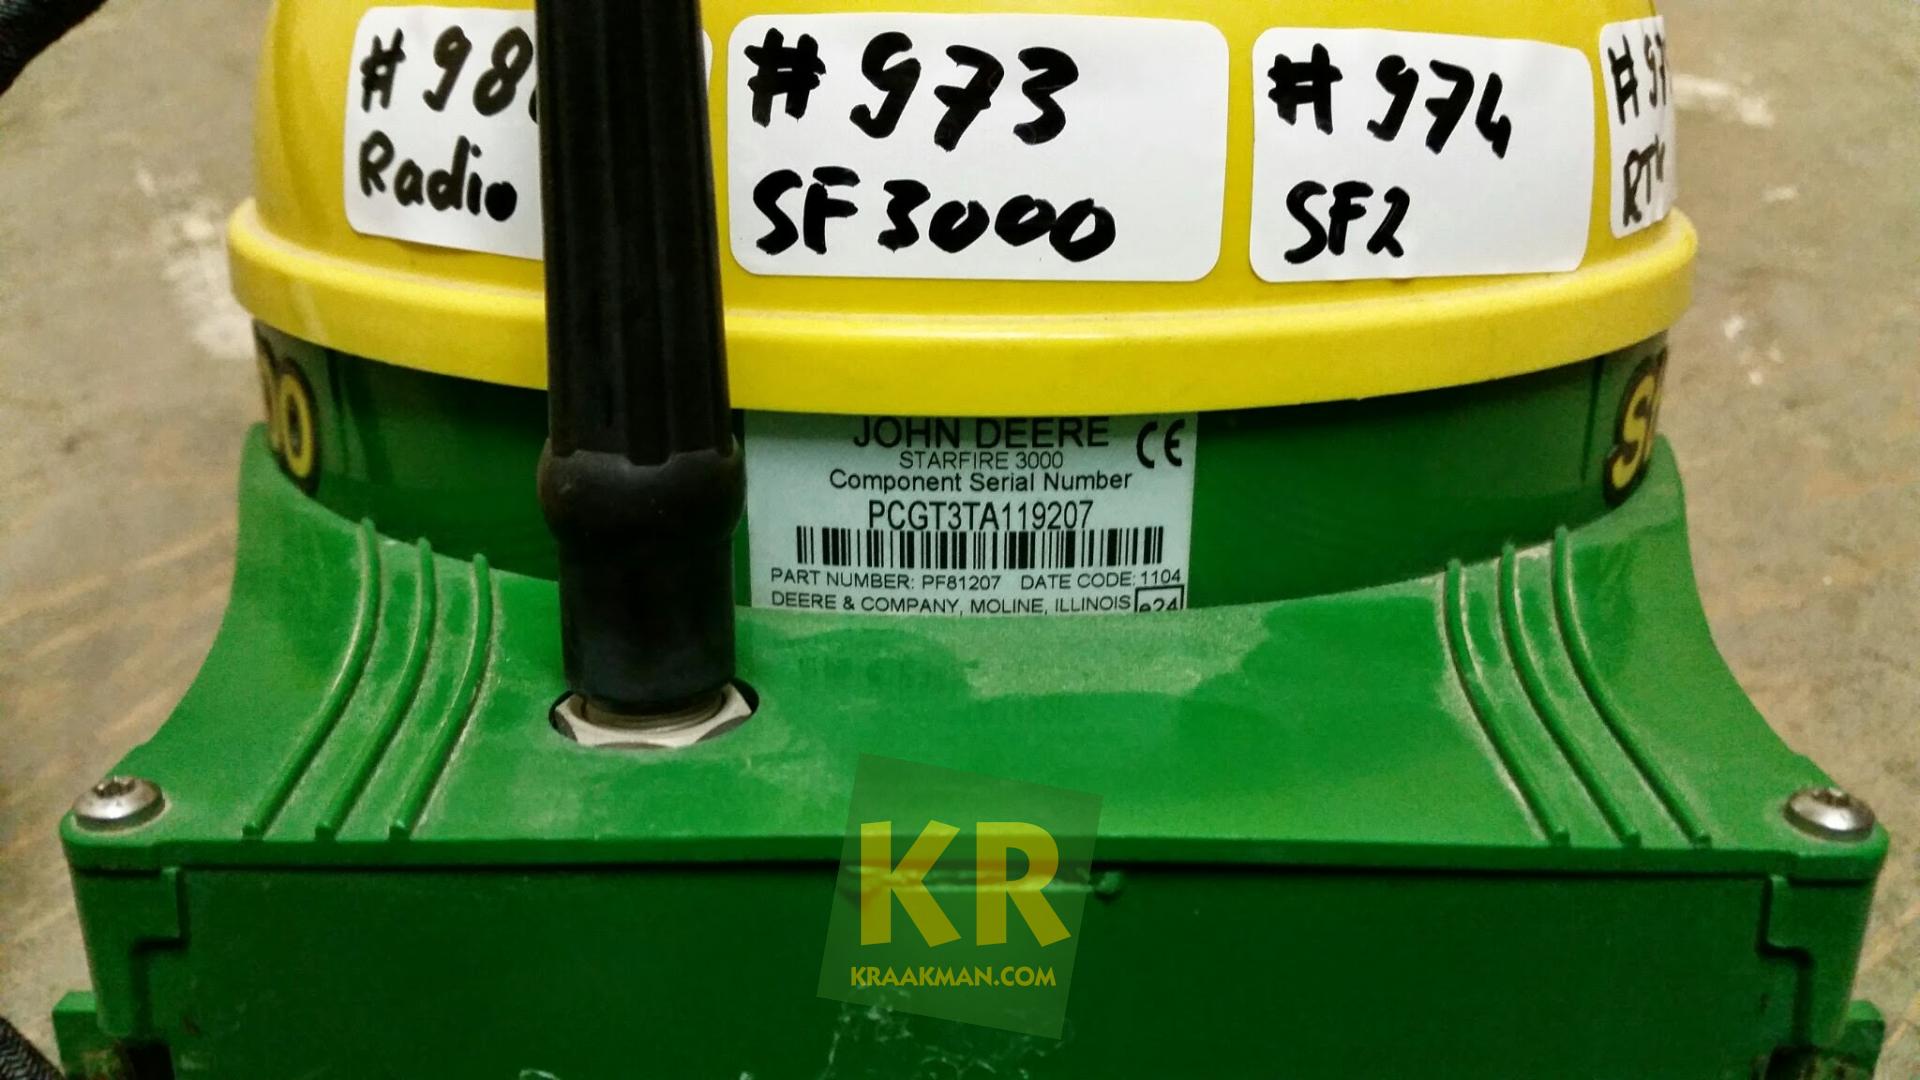 Radio
#973
SF3000
#974
SF2
JOHN DEERE
CE
STARFIRE 3000
Component Serial Number
PCGT3TA119207
PART NUMBER: PF81207 DATE CODE: 1104
DEERE & COMPANY, MOLINE, ILLINOIS e24
KR
KRAAKMAN.COM